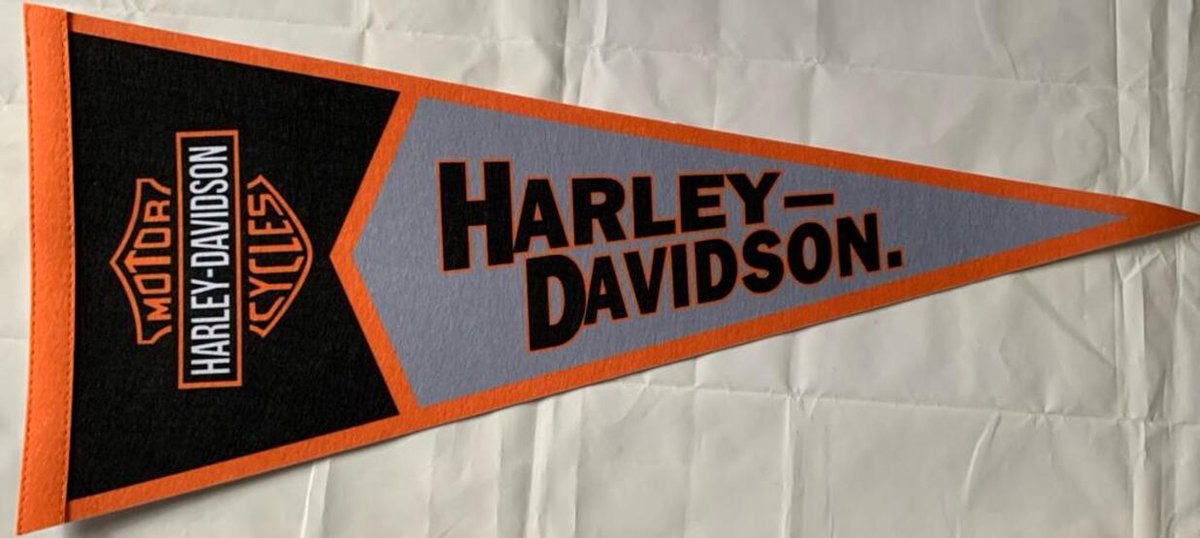 MOTOR
HARLEY-DAVIDSON
CYCLES
HARLEY–
DAVIDSON.